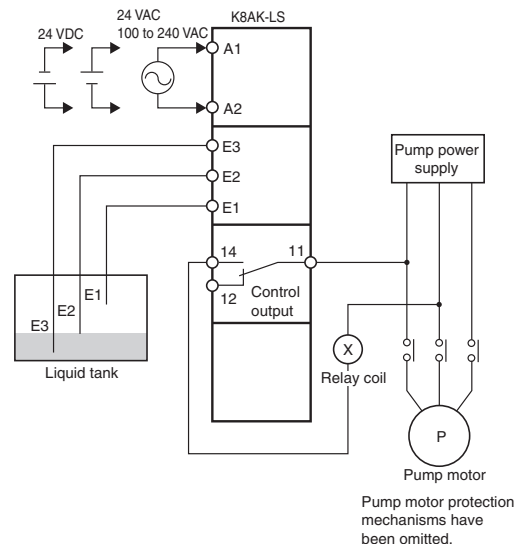 24 VAC
K8AK-LS
24 VDC
100 to 240 VAC
A1
A2
E3
E2
E1
Pump power
supply
14
11
12
Control
output
E1
E2
E3
X
Relay coil
Liquid tank
P
Pump motor
Pump motor protection
mechanisms have
been omitted.